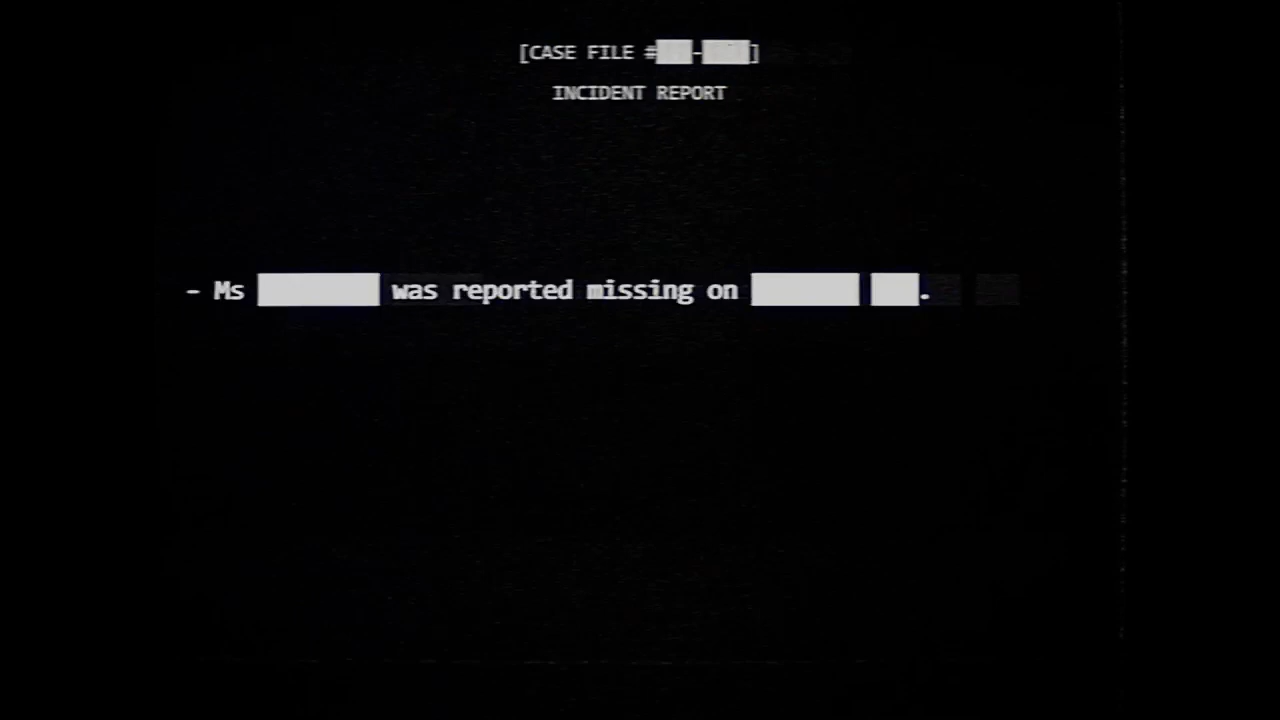 [CASE FILE #██-███]
INCIDENT REPORT
- Ms ████████ was reported missing on ███████ ███.